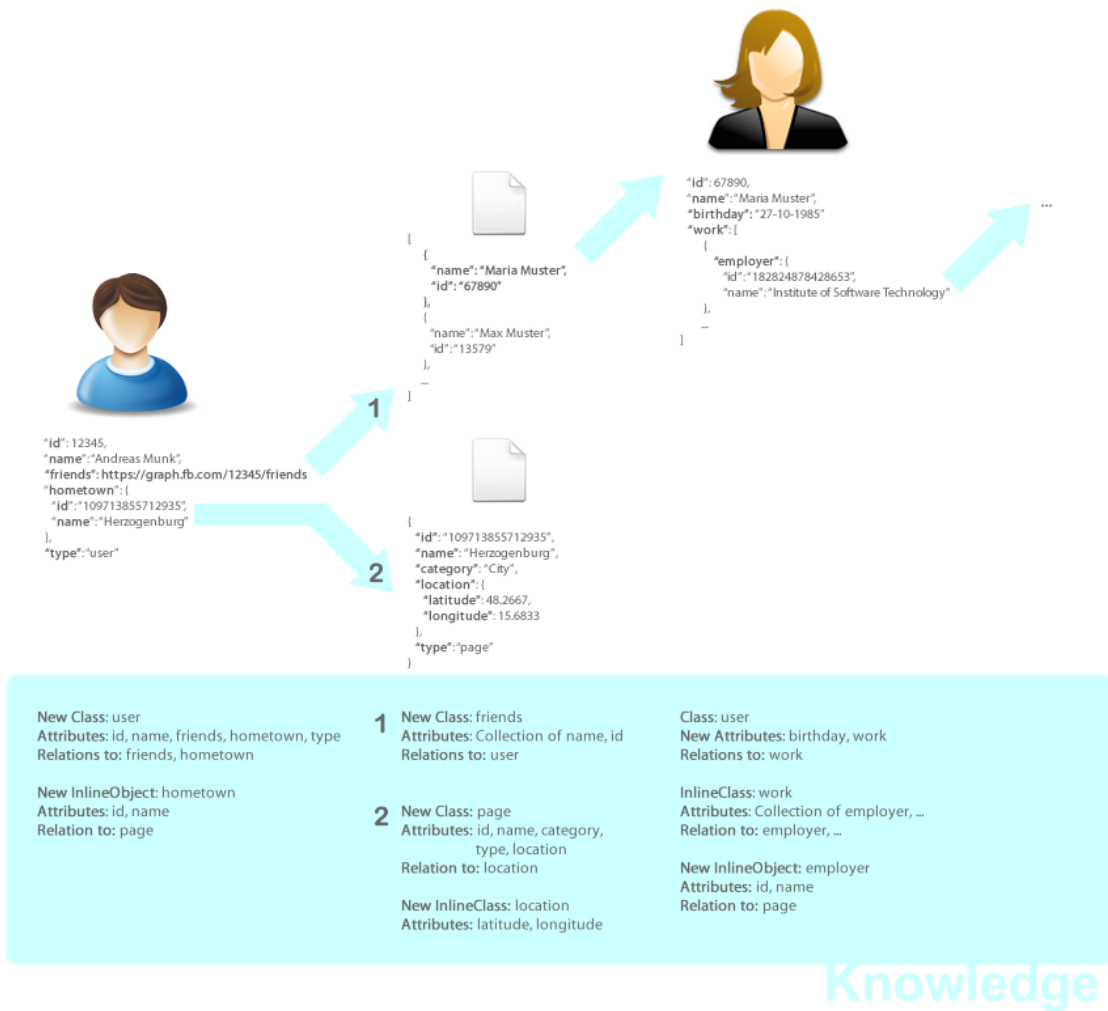 "id": 67890,
"name":"Maria Muster",
"birthday": "27-10-1985"
"work": [
{
"employer": {
"id":"182824878428653",
"name":"Institute of Software Technology"
},
...
]
...
[
{
"name": "Maria Muster",
"id": "67890"
},
{
"name":"Max Muster",
"id":"13579"
},
...
]
1
"id": 12345,
"name":"Andreas Munk",
"friends": https://graph.fb.com/12345/friends
"hometown": {
"id":"109713855712935",
"name":"Herzogenburg"
},
"type":"user"
2
{
"id": "109713855712935",
"name": "Herzogenburg",
"category": "City",
"location": {
"latitude": 48.2667,
"longitude": 15.6833
},
"type":"page"
}
New Class: user
Attributes: id, name, friends, hometown, type
Relations to: friends, hometown
New InlineObject: hometown
Attributes: id, name
Relation to: page
1
New Class: friends
Attributes: Collection of name, id
Relations to: user
2
New Class: page
Attributes: id, name, category,
type, location
Relation to: location
New InlineClass: location
Attributes: latitude, longitude
Class: user
New Attributes: birthday, work
Relations to: work
InlineClass: work
Attributes: Collection of employer, ...
Relation to: employer, ...
New InlineObject: employer
Attributes: id, name
Relation to: page
Knowledge